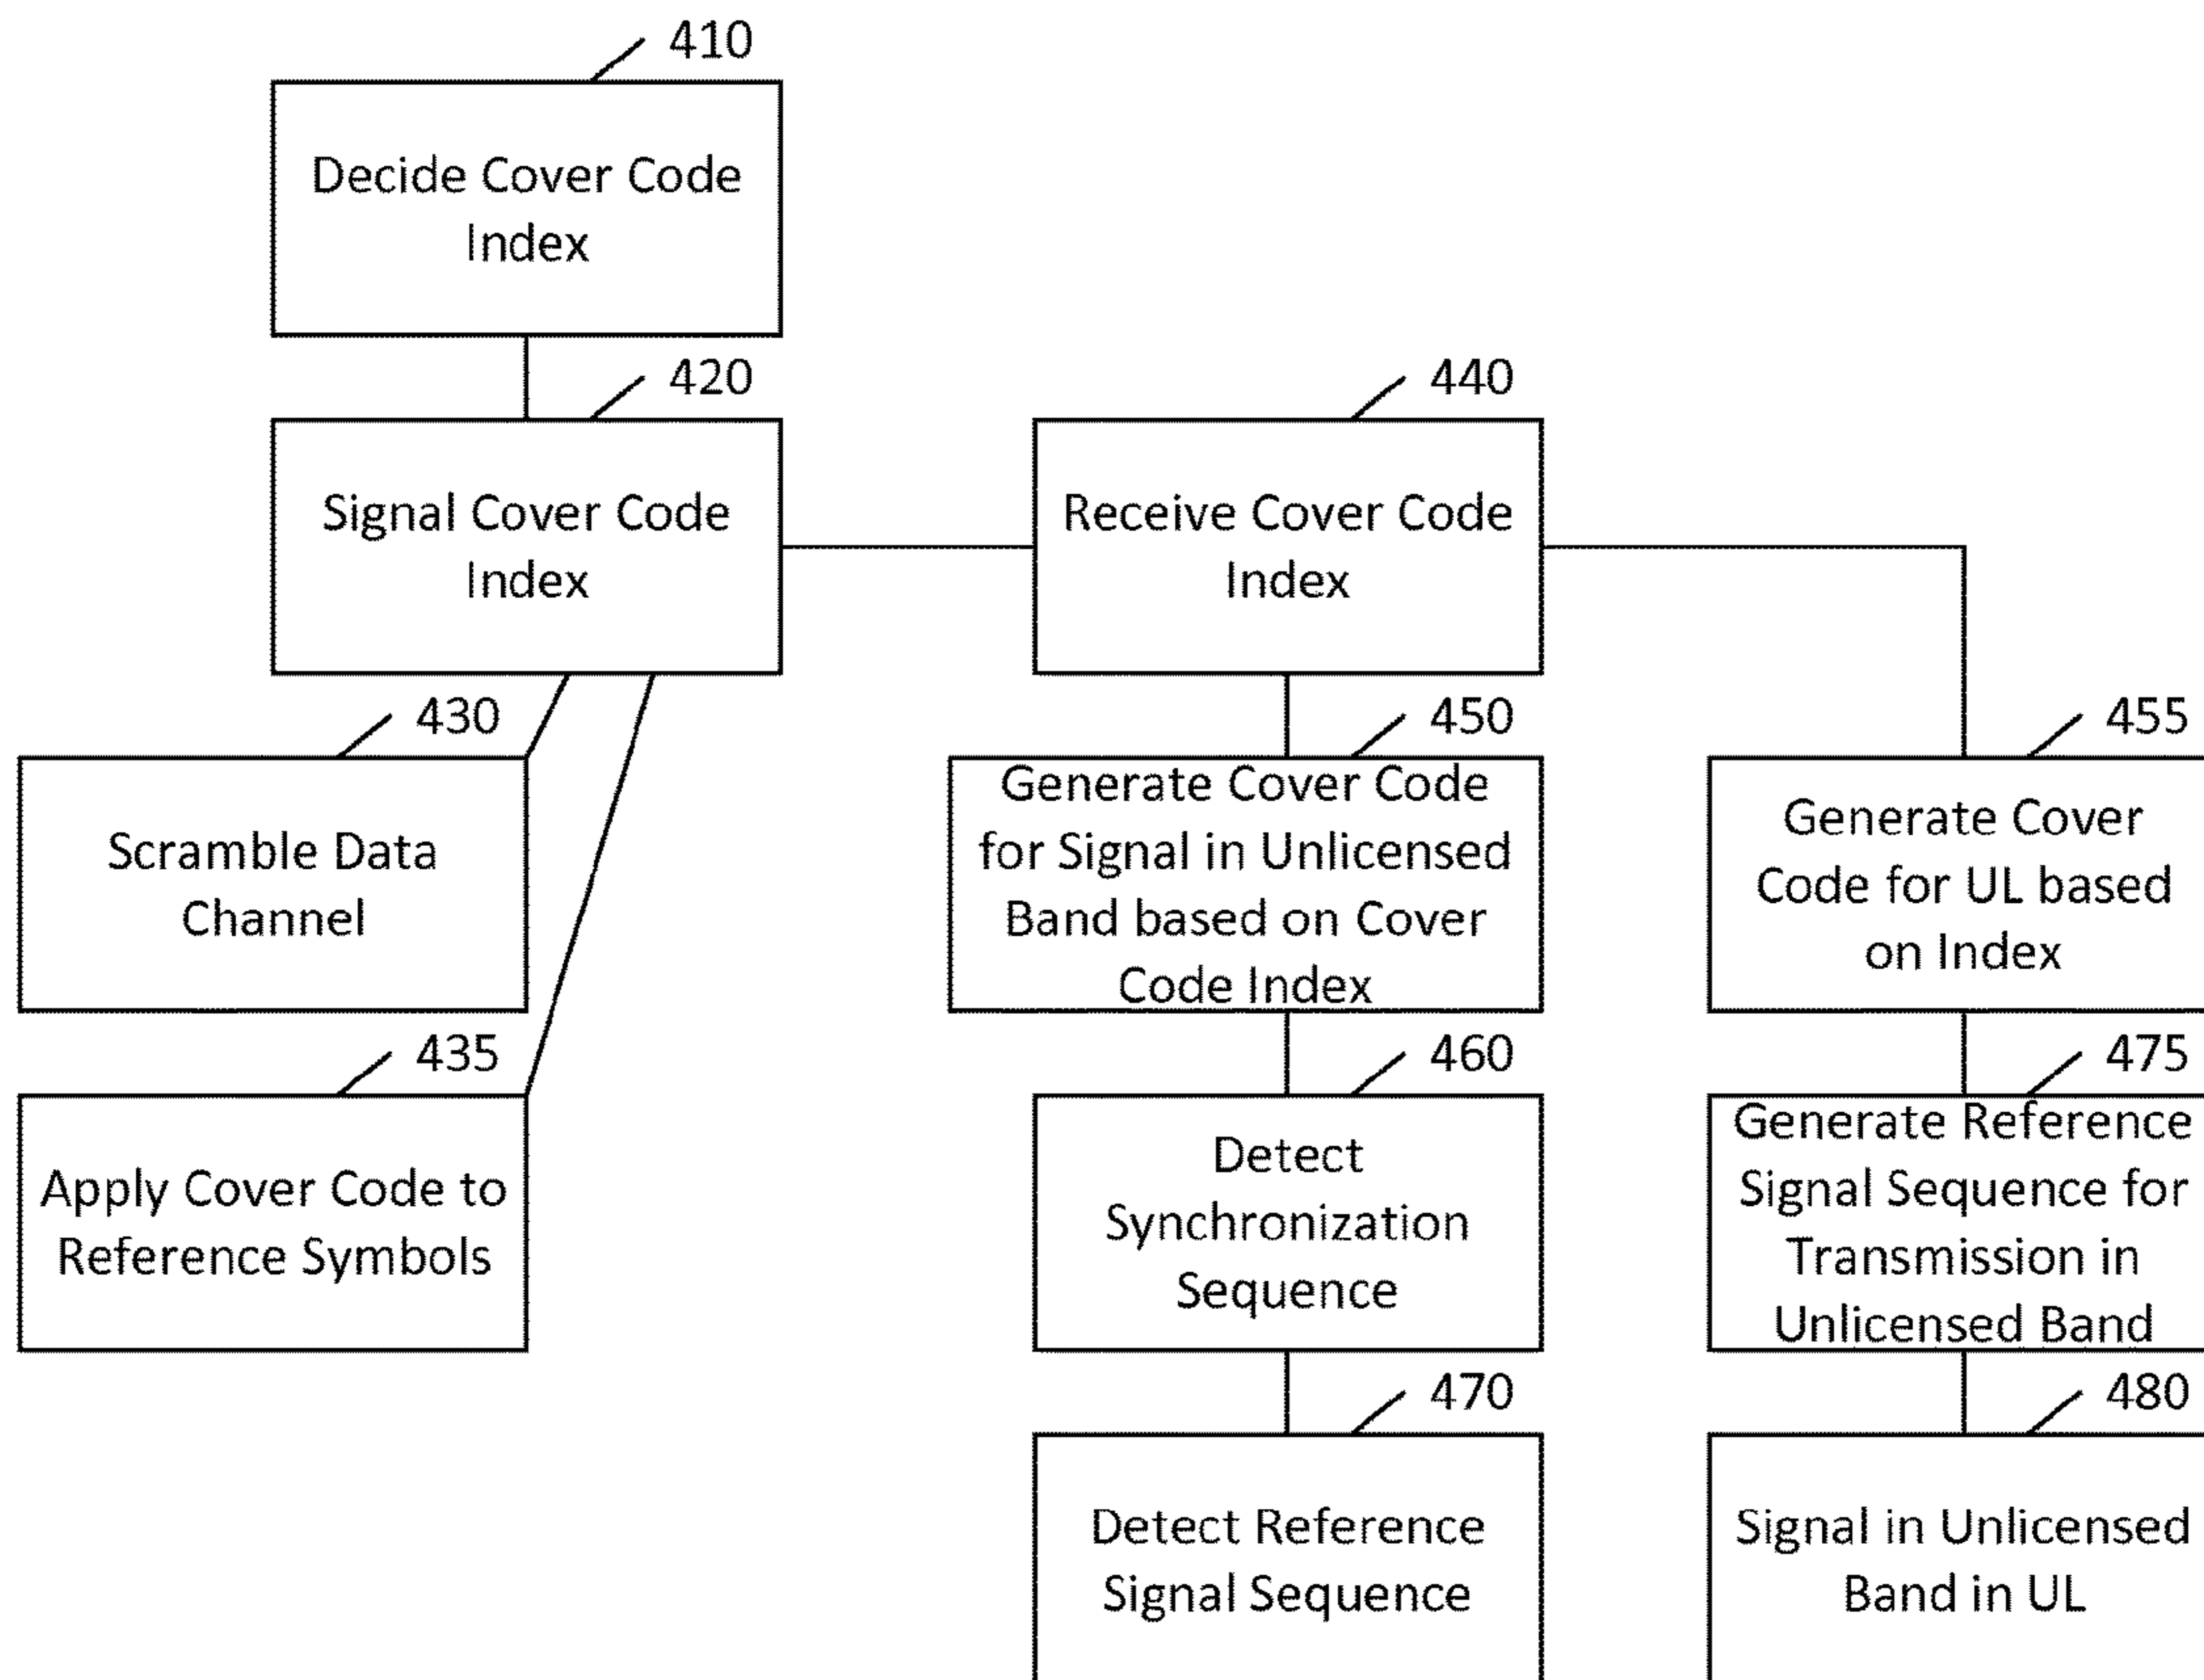 410
Decide Cover Code
Index
420
Signal Cover Code
Index
440
Receive Cover Code
Index
430
Scramble Data
Channel
450
Generate Cover Code
for Signal in Unlicensed
Band based on Cover
Code Index
455
Generate Cover
Code for UL based
on Index
435
Apply Cover Code to
Reference Symbols
460
Detect
Synchronization
Sequence
475
Generate Reference
Signal Sequence for
Transmission in
Unlicensed Band
470
Detect Reference
Signal Sequence
480
Signal in Unlicensed
Band in UL